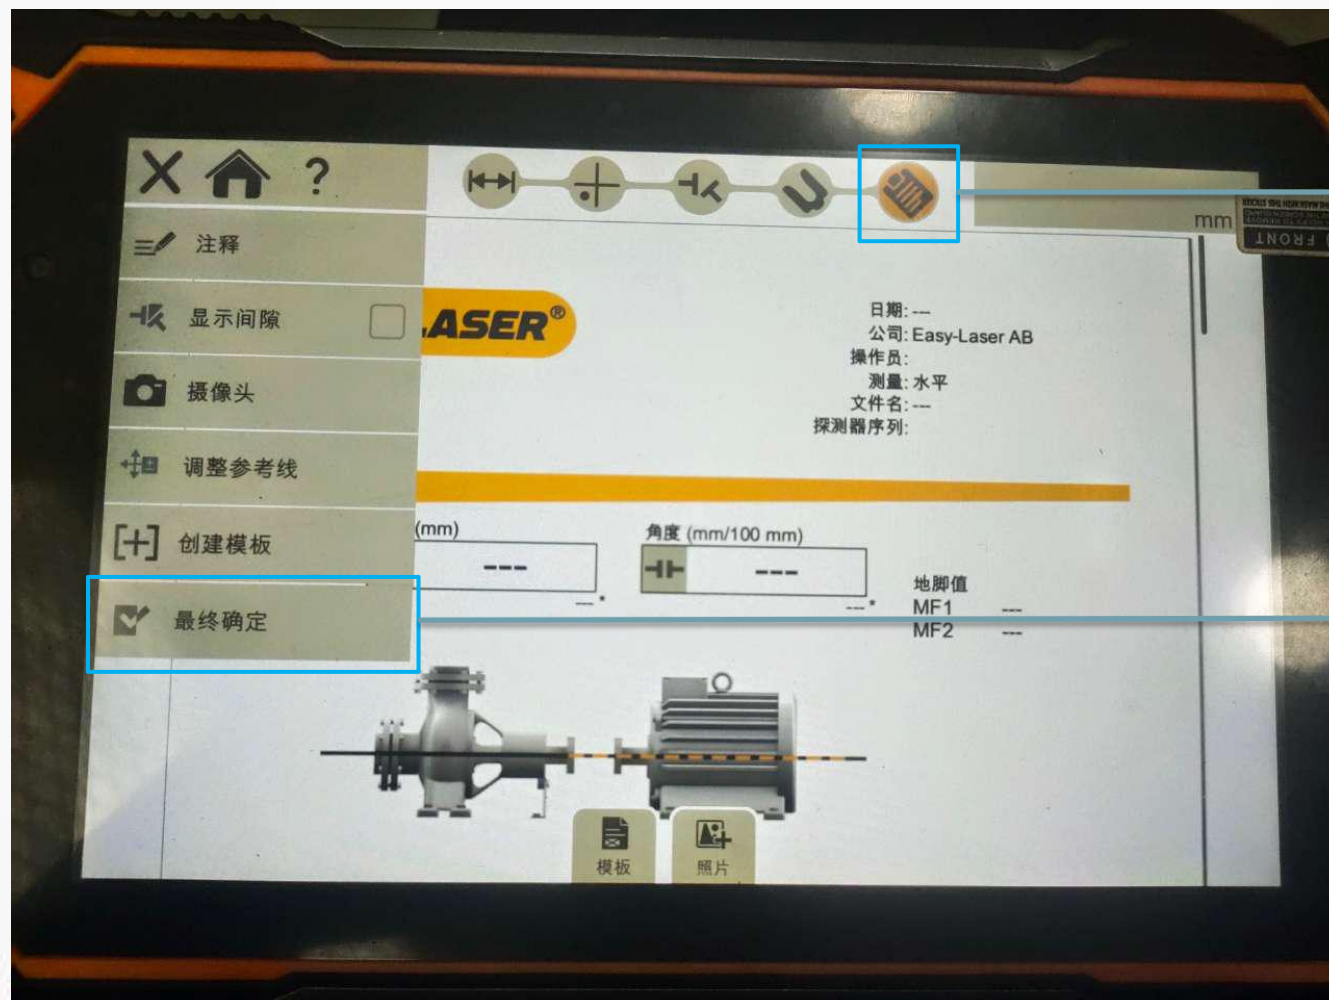 ?
mm
FRONT
注释
显示间隙
摄像头
调整参考线
创建模板
最终确定
LASER®
日期: ---
公司: Easy-Laser AB
操作员:
测量: 水平
文件名: ---
探测器序列:
(mm)
---
---*
角度 (mm/100 mm)
---
---*
地脚值
MF1 ---
MF2 ---
模板
照片